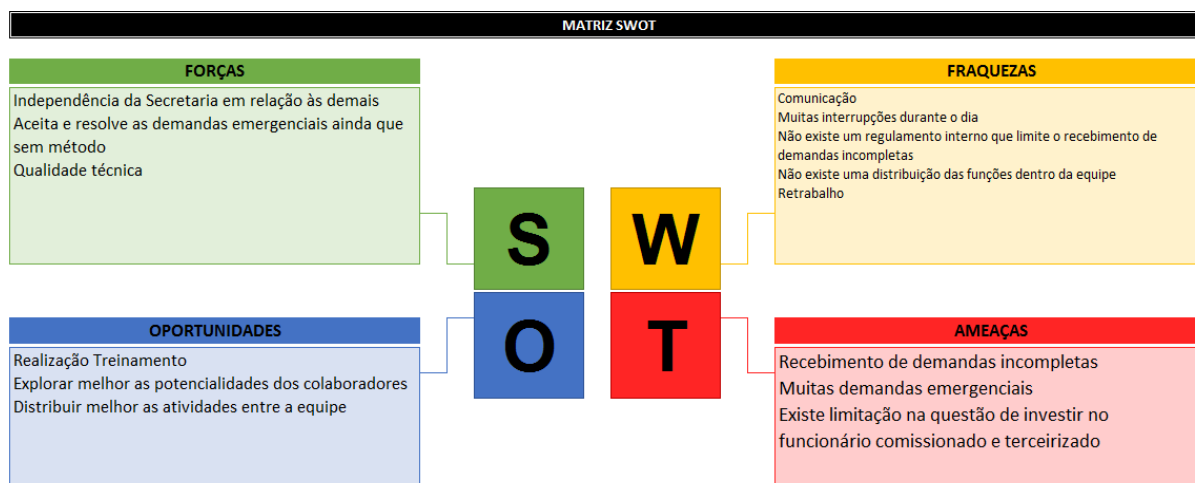 MATRIZ SWOT
FORÇAS
Independência da Secretaria em relação às demais
Aceita e resolve as demandas emergenciais ainda que
sem método
Qualidade técnica
FRAQUEZAS
Comunicação
Muitas interrupções durante o dia
Não existe um regulamento interno que limite o recebimento de
demandas incompletas
Não existe uma distribuição das funções dentro da equipe
Retrabalho
S
W
O
T
OPORTUNIDADES
Realização Treinamento
Explorar melhor as potencialidades dos colaboradores
Distribuir melhor as atividades entre a equipe
AMEAÇAS
Recebimento de demandas incompletas
Muitas demandas emergenciais
Existe limitação na questão de investir no
funcionário comissionado e terceirizado